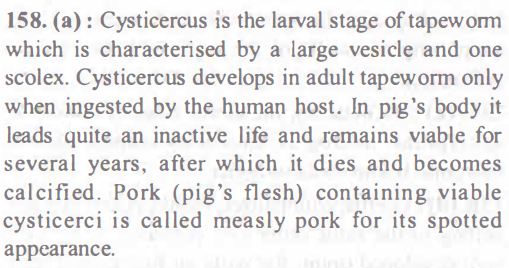 158. (a) : Cysticercus is the larval stage of tapeworm
which is characterised by a large vesicle and one
scolex. Cysticercus develops in adult tapeworm only
when ingested by the human host. In pig's body it
leads quite an inactive life and remains viable for
several years, after which it dies and becomes
calcified. Pork (pig's flesh) containing viable
cysticerci is called measly pork for its spotted
appearance.